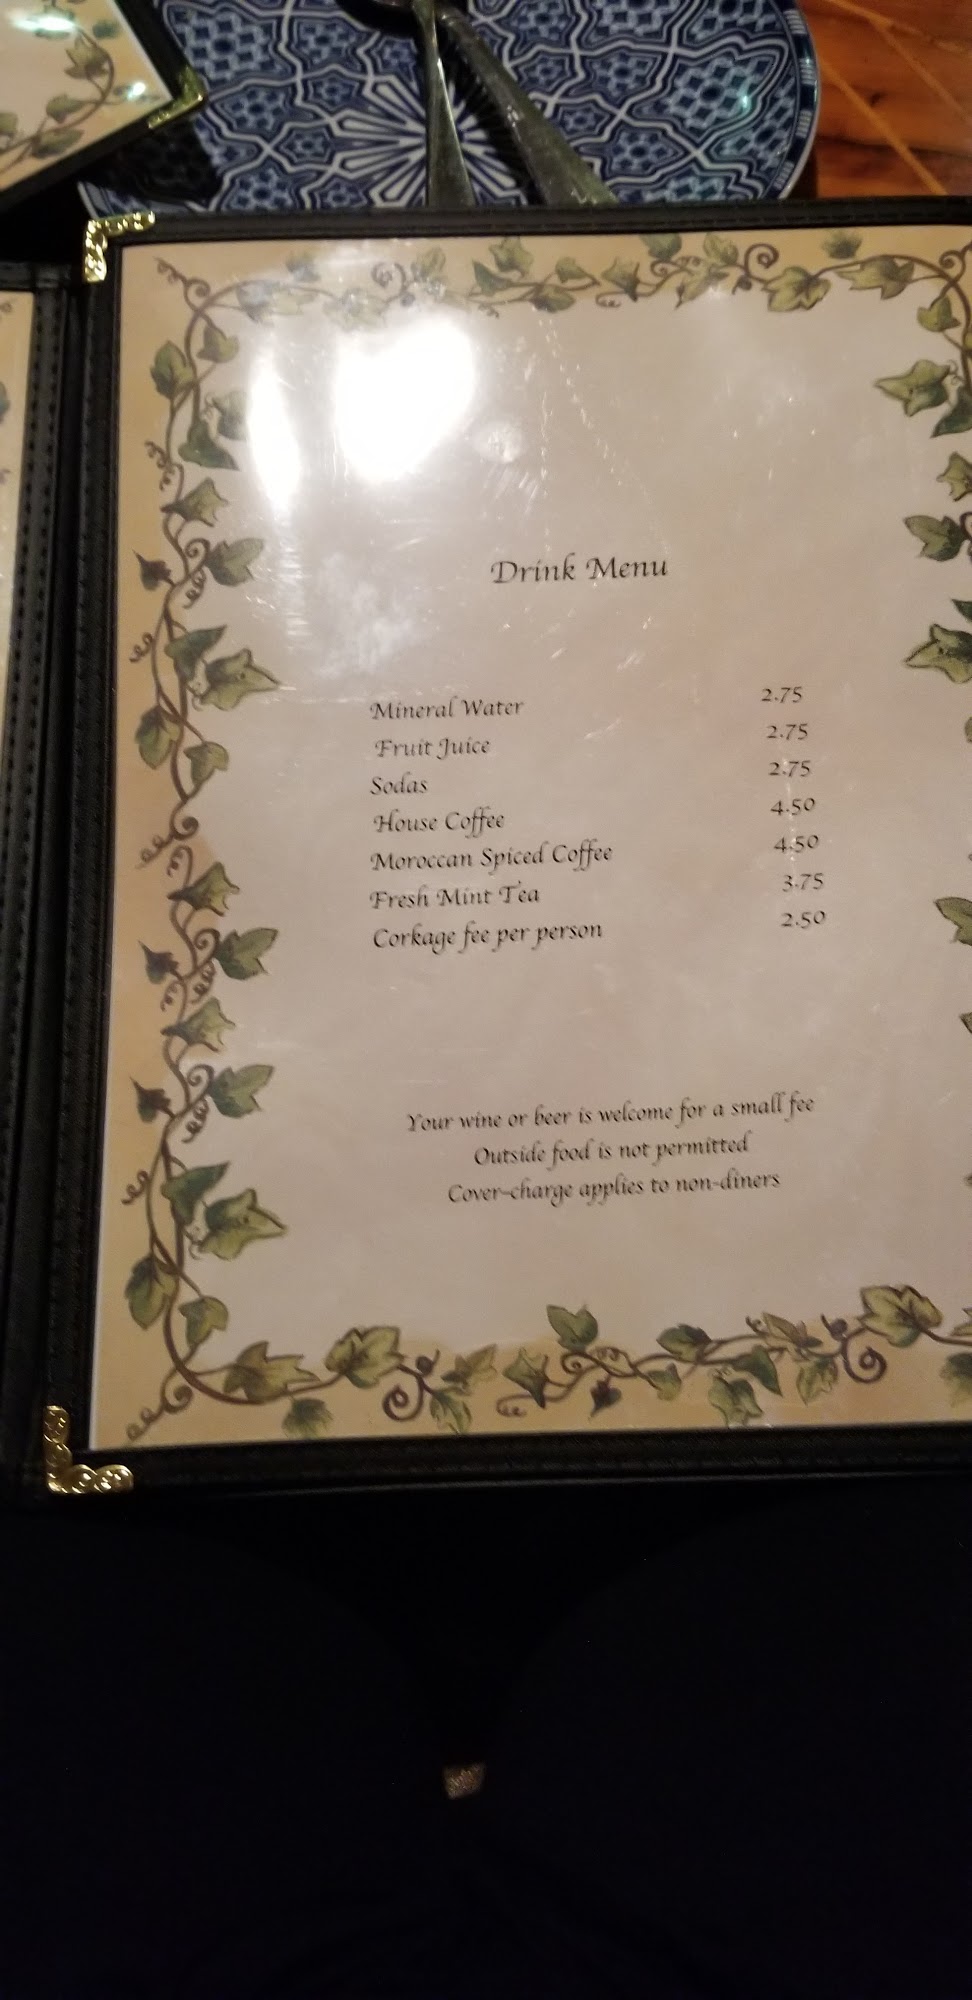 Drink Menu
Mineral Water 2.75
Fruit Juice 2.75
Sodas 2.75
House Coffee 4.50
Moroccan Spiced Coffee 4.50
Fresh Mint Tea 3.75
Corkage fee per person 2.50
Your wine or beer is welcome for a small fee
Outside food is not permitted
Cover-charge applies to non-diners